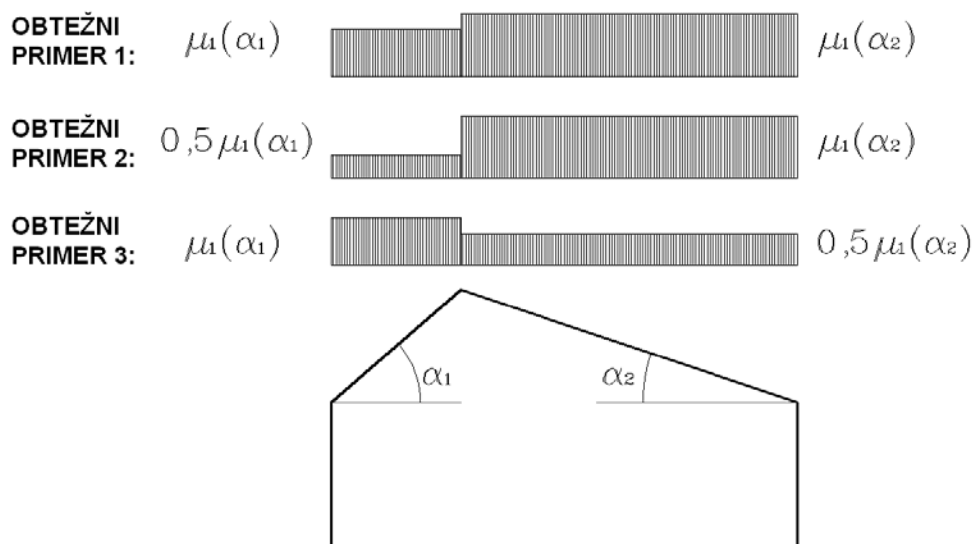 OBTEŽNI
PRIMER 1: μ₁(α₁) μ₁(α₂)
OBTEŽNI
PRIMER 2: 0,5μ₁(α₁) μ₁(α₂)
OBTEŽNI
PRIMER 3: μ₁(α₁) 0,5μ₁(α₂)
α₁ α₂